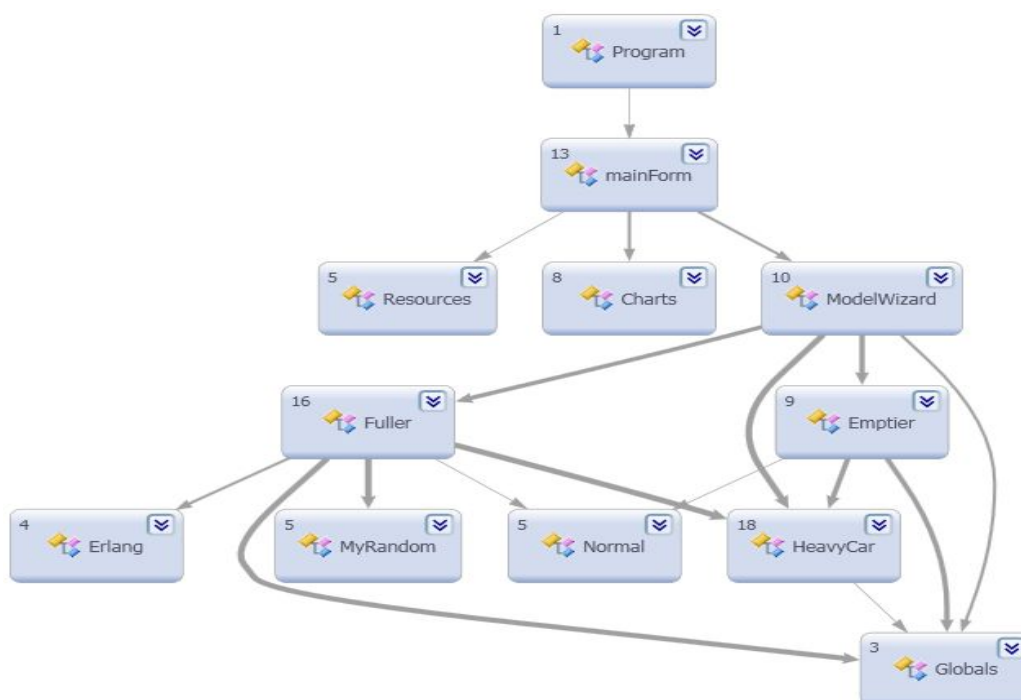 1
Program
13
mainForm
5
Resources
8
Charts
10
ModelWizard
16
Fuller
9
Emptier
4
Erlang
5
MyRandom
5
Normal
18
HeavyCar
3
Globals